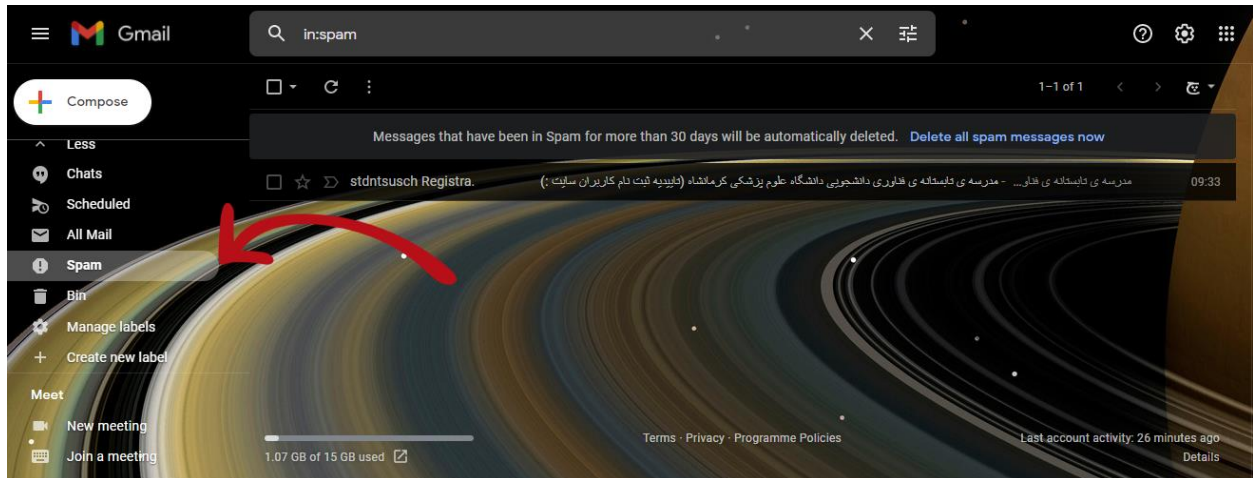 Gmail
in:spam
Compose
1–1 of 1
Messages that have been in Spam for more than 30 days will be automatically deleted. Delete all spam messages now
Less
Chats
Scheduled
All Mail
Spam
Bin
Manage labels
Create new label
Meet
New meeting
Join a meeting
stdntsusch Registra.
مدرسه ی تابستانه ی فناو... - مدرسه ی تابستانه ی فناوری دانشجویی دانشگاه علوم پزشکی کرمانشاه (تاییدیه ثبت نام کاربران سایت :)
09:33
1.07 GB of 15 GB used
Terms · Privacy · Programme Policies
Last account activity: 26 minutes ago
Details